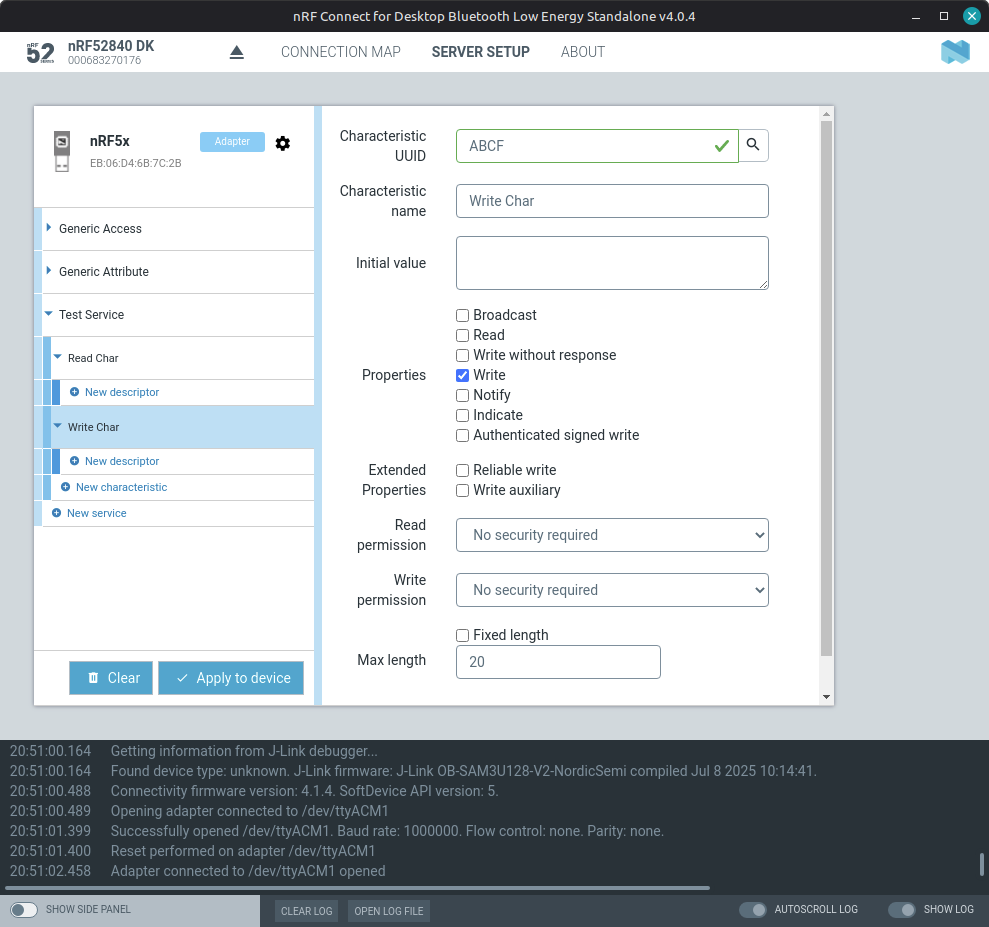 nRF Connect for Desktop Bluetooth Low Energy Standalone v4.0.4
nRF
52
SERIES
nRF52840 DK
000683270176
CONNECTION MAP
SERVER SETUP
ABOUT
nRF5x
Adapter
EB:06:D4:6B:7C:2B
Generic Access
Generic Attribute
Test Service
Read Char
New descriptor
Write Char
New descriptor
New characteristic
New service
Clear
Apply to device
Characteristic
UUID
ABCF
Characteristic
name
Write Char
Initial value
Properties
Broadcast
Read
Write without response
Write
Notify
Indicate
Authenticated signed write
Extended
Properties
Reliable write
Write auxiliary
Read
permission
No security required
Write
permission
No security required
Fixed length
Max length
20
20:51:00.164 Getting information from J-Link debugger...
20:51:00.164 Found device type: unknown. J-Link firmware: J-Link OB-SAM3U128-V2-NordicSemi compiled Jul 8 2025 10:14:41.
20:51:00.488 Connectivity firmware version: 4.1.4. SoftDevice API version: 5.
20:51:00.489 Opening adapter connected to /dev/ttyACM1
20:51:01.399 Successfully opened /dev/ttyACM1. Baud rate: 1000000. Flow control: none. Parity: none.
20:51:01.400 Reset performed on adapter /dev/ttyACM1
20:51:02.458 Adapter connected to /dev/ttyACM1 opened
SHOW SIDE PANEL
CLEAR LOG
OPEN LOG FILE
AUTOSCROLL LOG
SHOW LOG